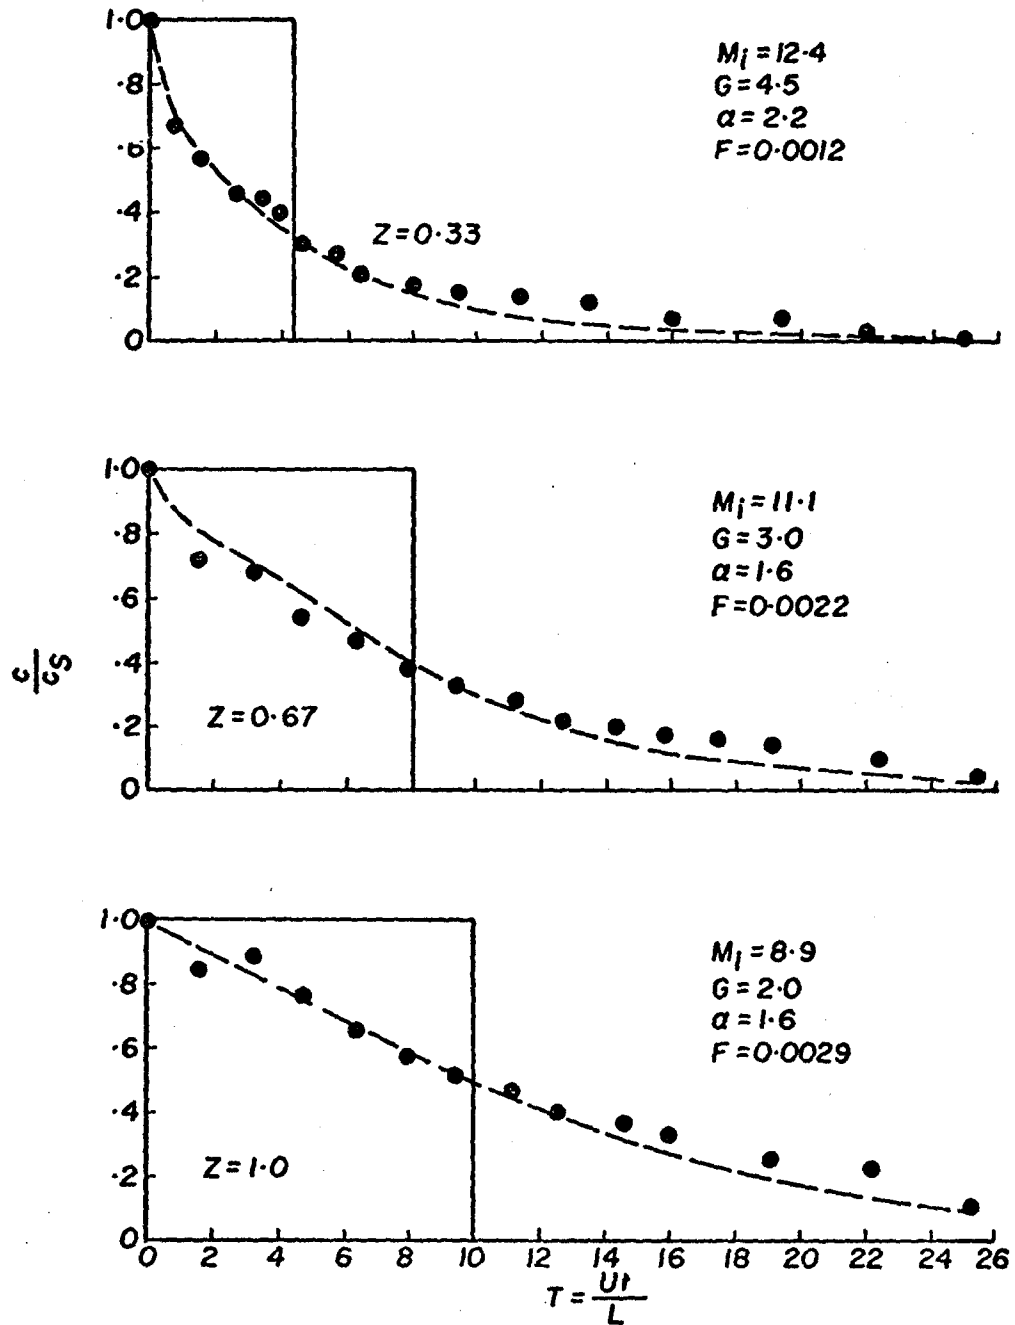 1·0
·8
·6
·4
·2
0
M_i = 12·4
G = 4·5
α = 2·2
F = 0·0012
Z = 0·33
1·0
·8
·6
·4
·2
0
M_i = 11·1
G = 3·0
α = 1·6
F = 0·0022
Z = 0·67
c/c_S
1·0
·8
·6
·4
·2
0
M_i = 8·9
G = 2·0
α = 1·6
F = 0·0029
Z = 1·0
0 2 4 6 8 10 12 14 16 18 20 22 24 26
T = Ut/L